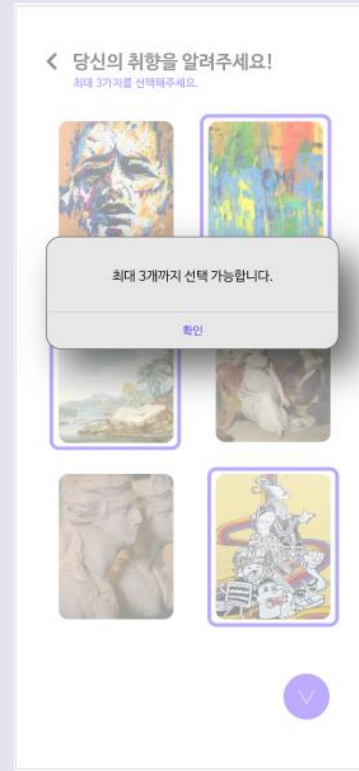 당신의 취향을 알려주세요!
최대 3가지를 선택해주세요.
최대 3개까지 선택 가능합니다.
확인